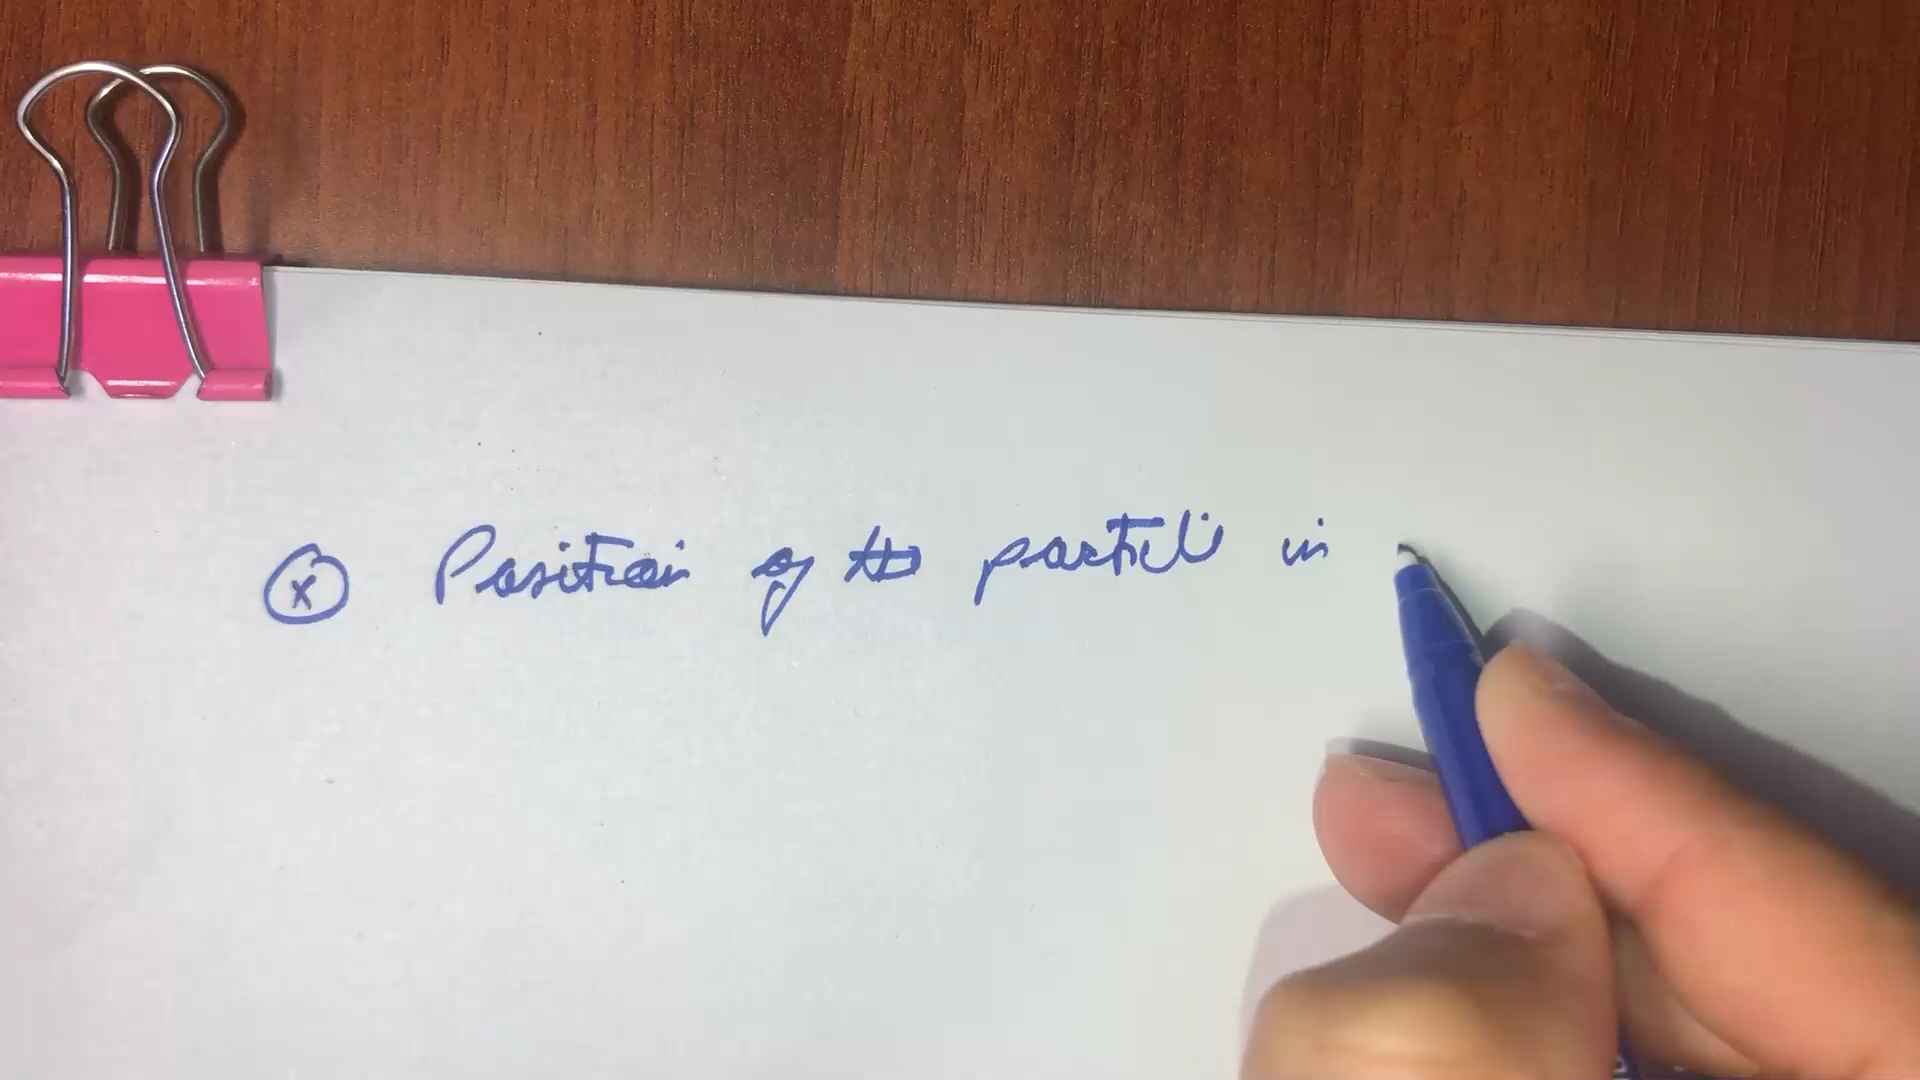 ⓧ Position of the particle in